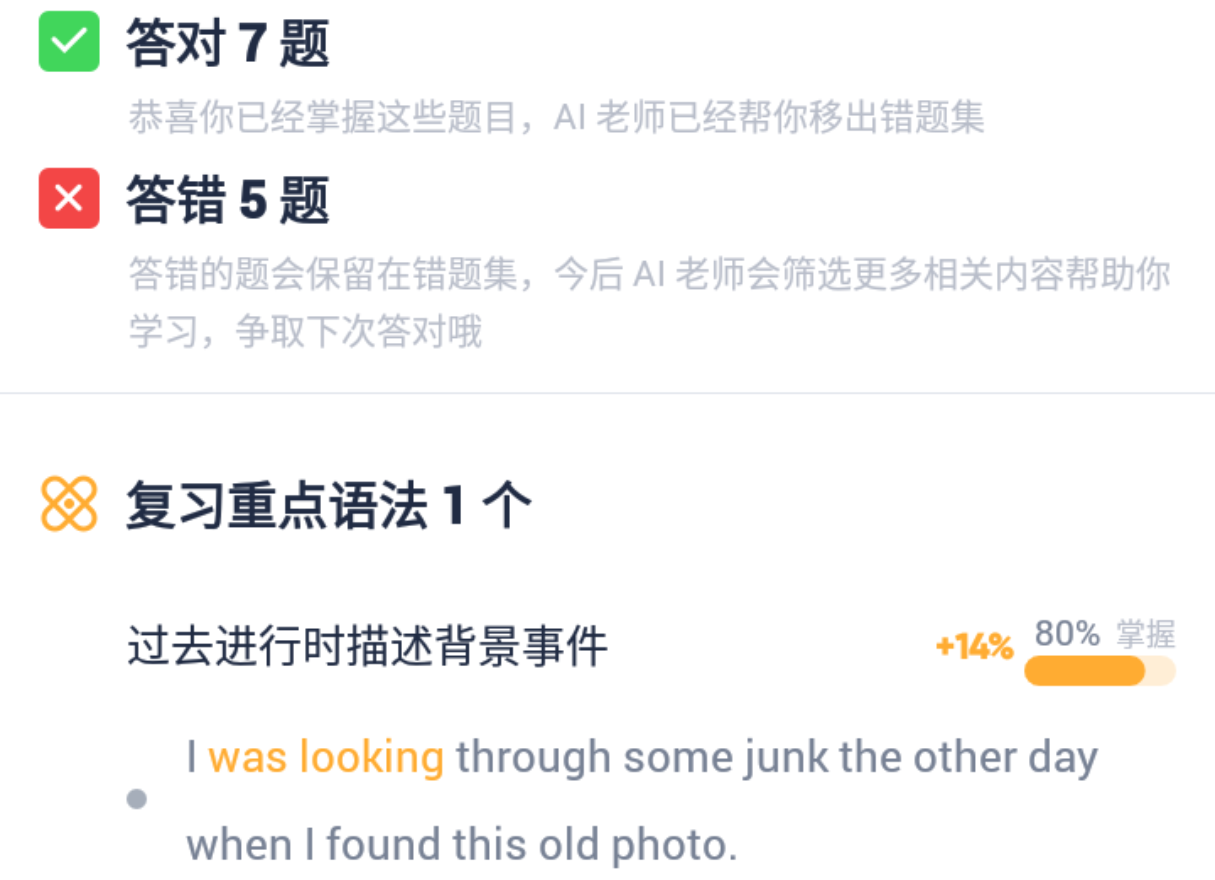 答对 7 题
恭喜你已经掌握这些题目，AI 老师已经帮你移出错题集
答错 5 题
答错的题会保留在错题集，今后 AI 老师会筛选更多相关内容帮助你
学习，争取下次答对哦
复习重点语法 1 个
过去进行时描述背景事件
+14% 80% 掌握
I was looking through some junk the other day
when I found this old photo.